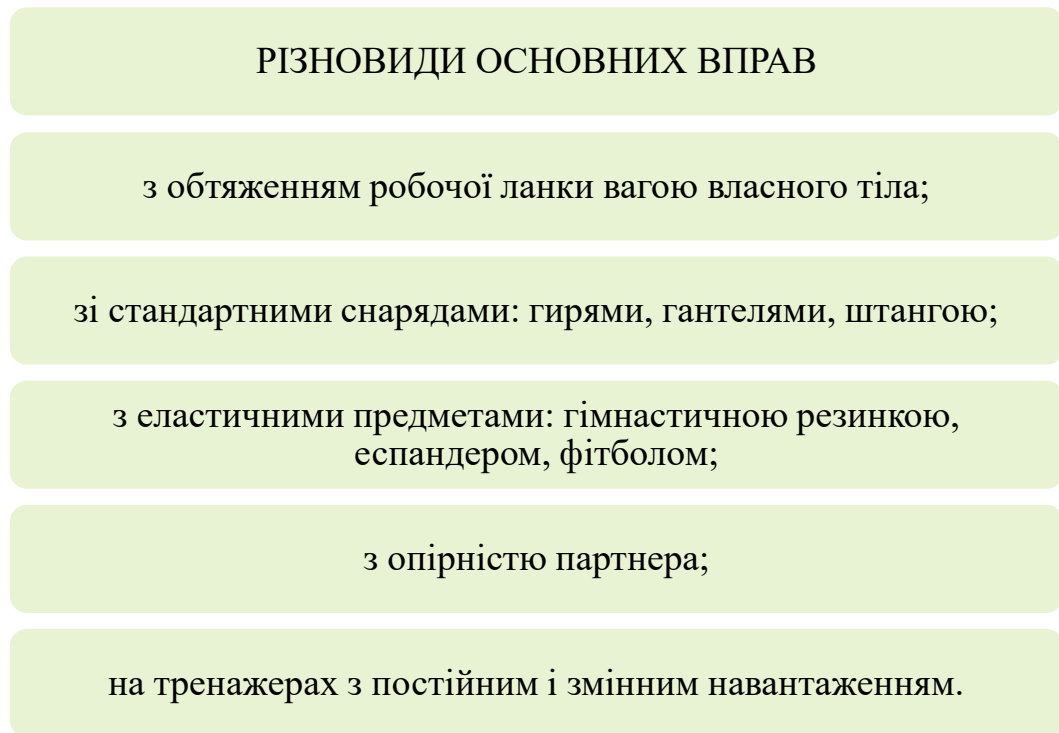 РІЗНОВИДИ ОСНОВНИХ ВПРАВ
з обтяженням робочої ланки вагою власного тіла;
зі стандартними снарядами: гирями, гантелями, штангою;
з еластичними предметами: гімнастичною резинкою,
еспандером, фітболом;
з опірністю партнера;
на тренажерах з постійним і змінним навантаженням.